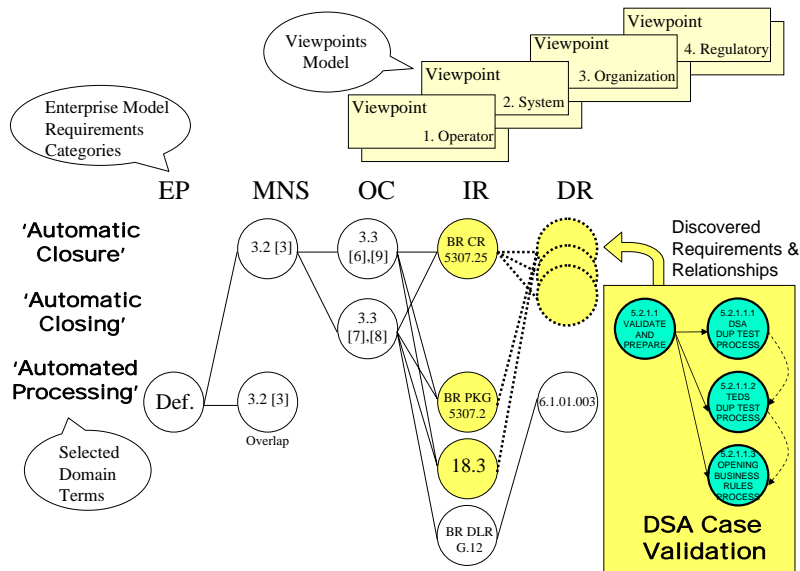 Viewpoints
Model
Viewpoint
4. Regulatory
Viewpoint
3. Organization
Viewpoint
2. System
Viewpoint
1. Operator
Enterprise Model
Requirements
Categories
EP
MNS
OC
IR
DR
'Automatic
Closure'
'Automatic
Closing'
'Automated
Processing'
3.2 [3]
3.3
[6],[9]
BR CR
5307.25
Discovered
Requirements &
Relationships
3.3
[7],[8]
5.2.1.1
VALIDATE
AND
PREPARE
5.2.1.1.1
DSA
DUP TEST
PROCESS
Def.
3.2 [3]
Overlap
BR PKG
5307.2
6.1.01.003
5.2.1.1.2
TEDS
DUP TEST
PROCESS
Selected
Domain
Terms
18.3
5.2.1.1.3
OPENING
BUSINESS
RULES
PROCESS
BR DLR
G.12
DSA Case
Validation